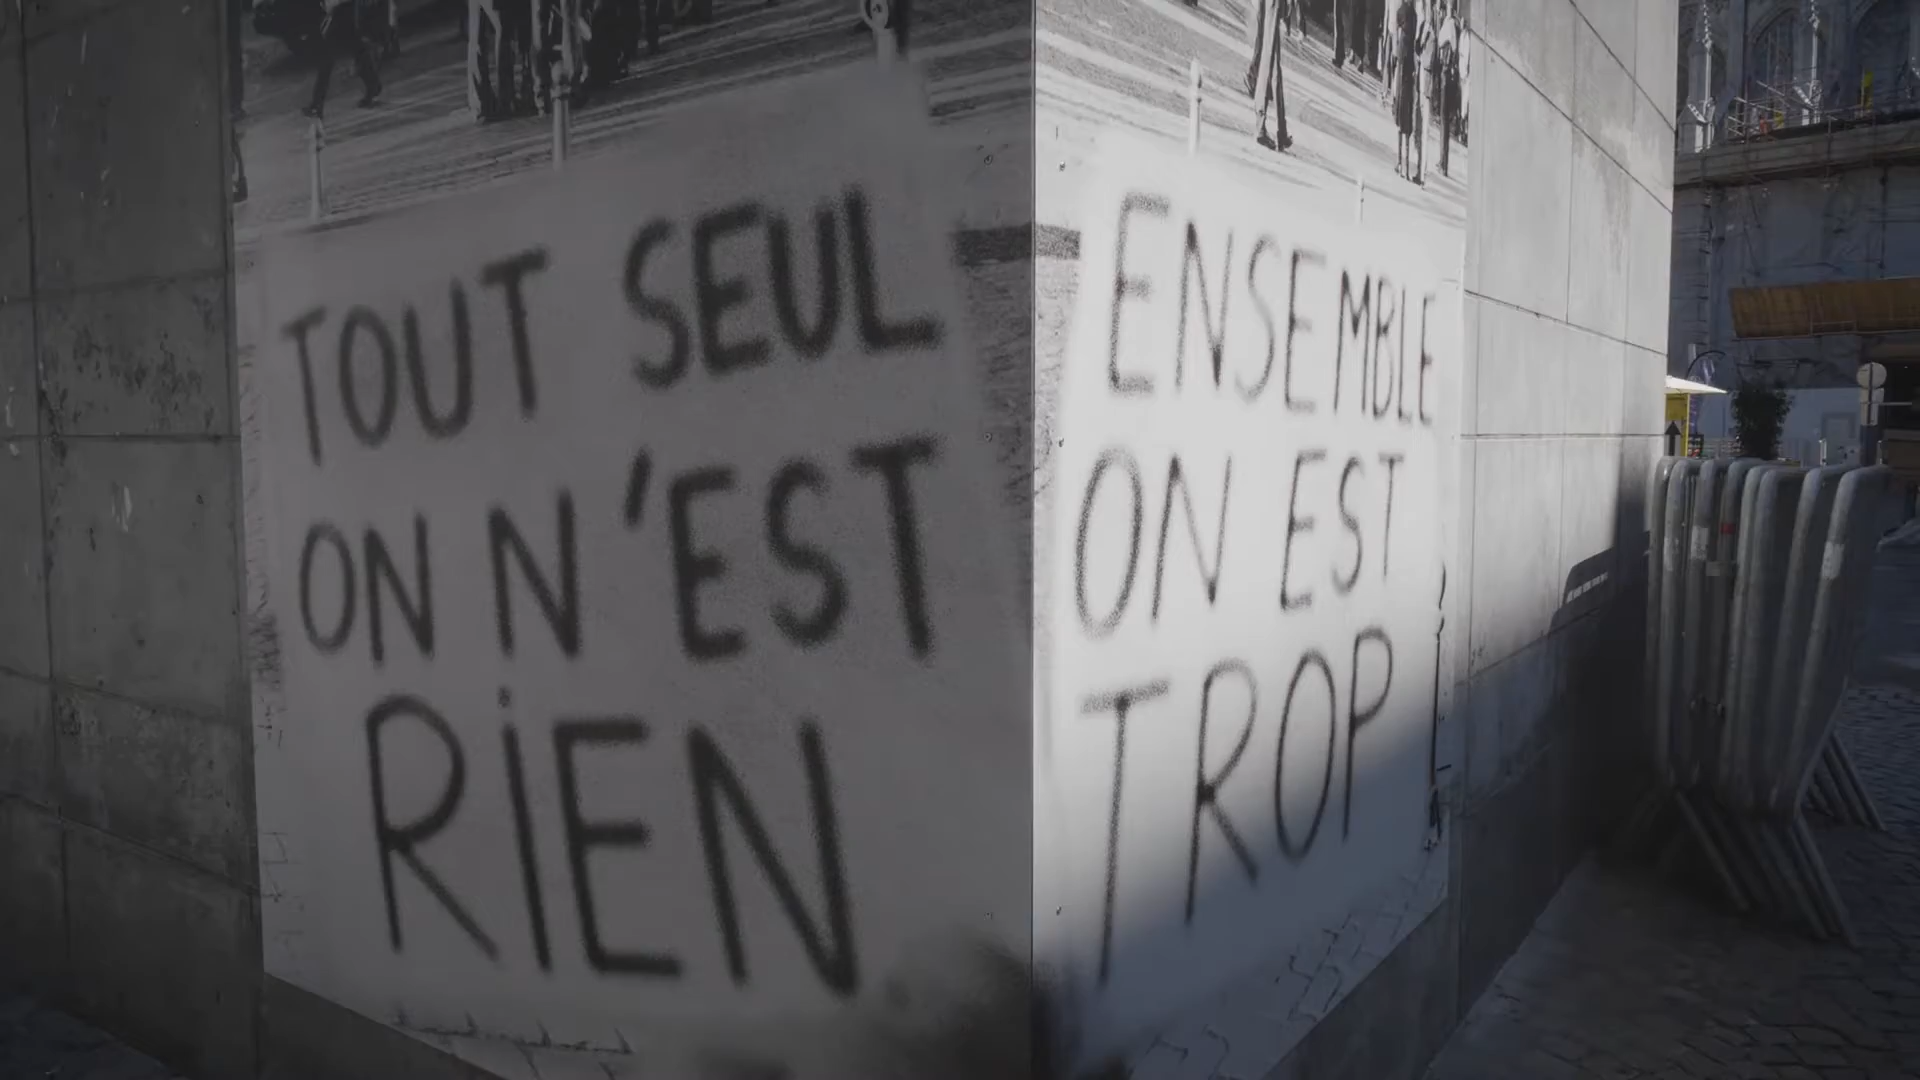 TOUT SEUL
ON N'EST
RiEN
ENSEMBLE
ON EST
TROP